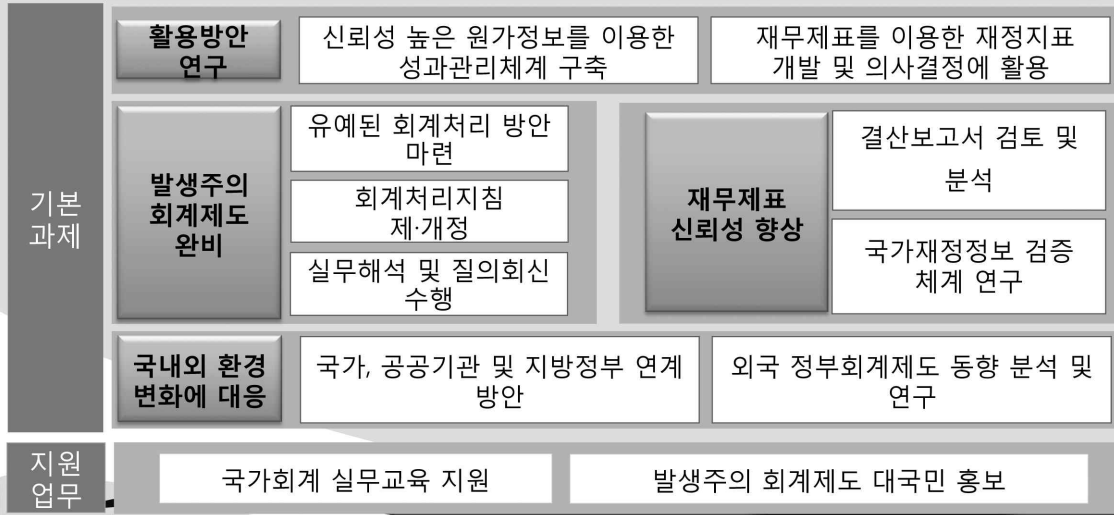 기본
과제
활용방안
연구
신뢰성 높은 원가정보를 이용한
성과관리체계 구축
재무제표를 이용한 재정지표
개발 및 의사결정에 활용
발생주의
회계제도
완비
유예된 회계처리 방안
마련
회계처리지침
제·개정
실무해석 및 질의회신
수행
재무제표
신뢰성 향상
결산보고서 검토 및
분석
국가재정정보 검증
체계 연구
국내외 환경
변화에 대응
국가, 공공기관 및 지방정부 연계
방안
외국 정부회계제도 동향 분석 및
연구
지원
업무
국가회계 실무교육 지원
발생주의 회계제도 대국민 홍보